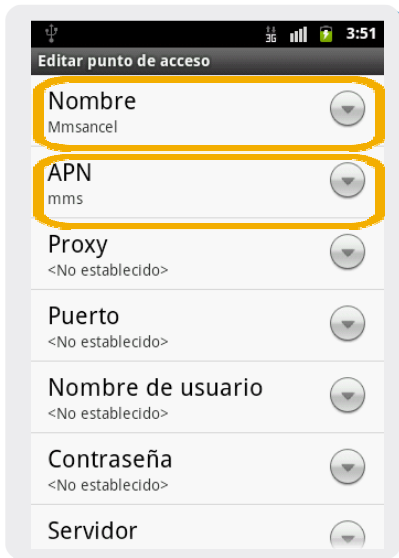 3G 3:51
Editar punto de acceso
Nombre
Mmsancel
APN
mms
Proxy
<No establecido>
Puerto
<No establecido>
Nombre de usuario
<No establecido>
Contraseña
<No establecido>
Servidor